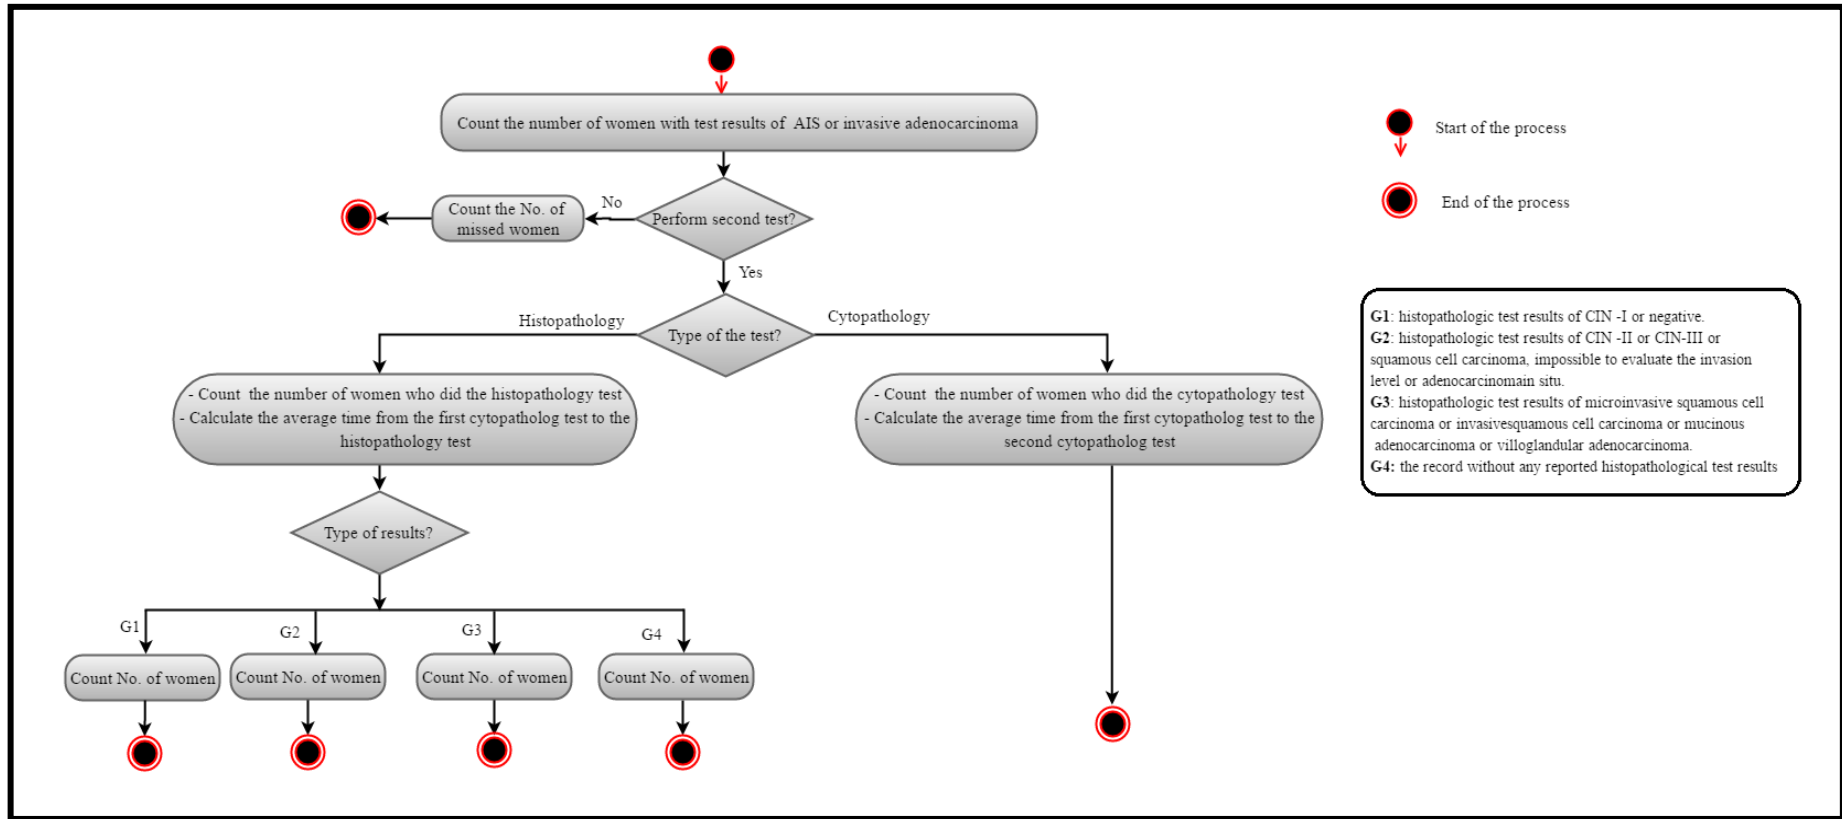 Count the number of women with test results of AIS or invasive adenocarcinoma
Perform second test?
No
Count the No. of
missed women
Yes
Type of the test?
Histopathology
Cytopathology
- Count the number of women who did the histopathology test
- Calculate the average time from the first cytopatholog test to the
histopathology test
- Count the number of women who did the cytopathology test
- Calculate the average time from the first cytopatholog test to the
second cytopatholog test
Type of results?
G1
G2
G3
G4
Count No. of women
Count No. of women
Count No. of women
Count No. of women
Start of the process
End of the process
G1: histopathologic test results of CIN -I or negative.
G2: histopathologic test results of CIN -II or CIN-III or
squamous cell carcinoma, impossible to evaluate the invasion
level or adenocarcinomain situ.
G3: histopathologic test results of microinvasive squamous cell
carcinoma or invasivesquamous cell carcinoma or mucinous
adenocarcinoma or villoglandular adenocarcinoma.
G4: the record without any reported histopathological test results